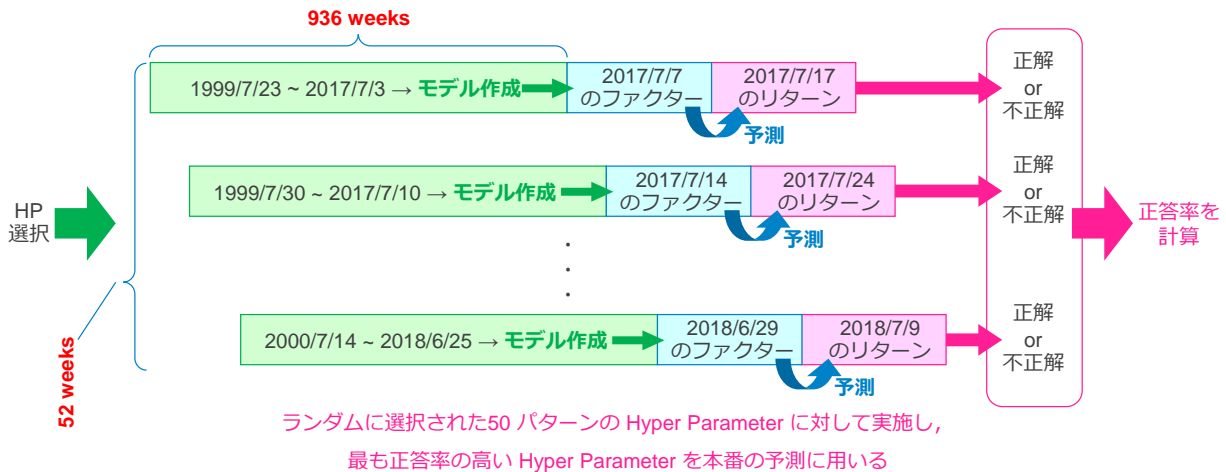 936 weeks
1999/7/23 ~ 2017/7/3 → モデル作成
2017/7/7
のファクター
2017/7/17
のリターン
予測
正解
or
不正解
1999/7/30 ~ 2017/7/10 → モデル作成
2017/7/14
のファクター
2017/7/24
のリターン
予測
正解
or
不正解
HP
選択
正答率を
計算
・
・
・
2000/7/14 ~ 2018/6/25 → モデル作成
2018/6/29
のファクター
2018/7/9
のリターン
予測
正解
or
不正解
52 weeks
ランダムに選択された50 パターンの Hyper Parameter に対して実施し,
最も正答率の高い Hyper Parameter を本番の予測に用いる